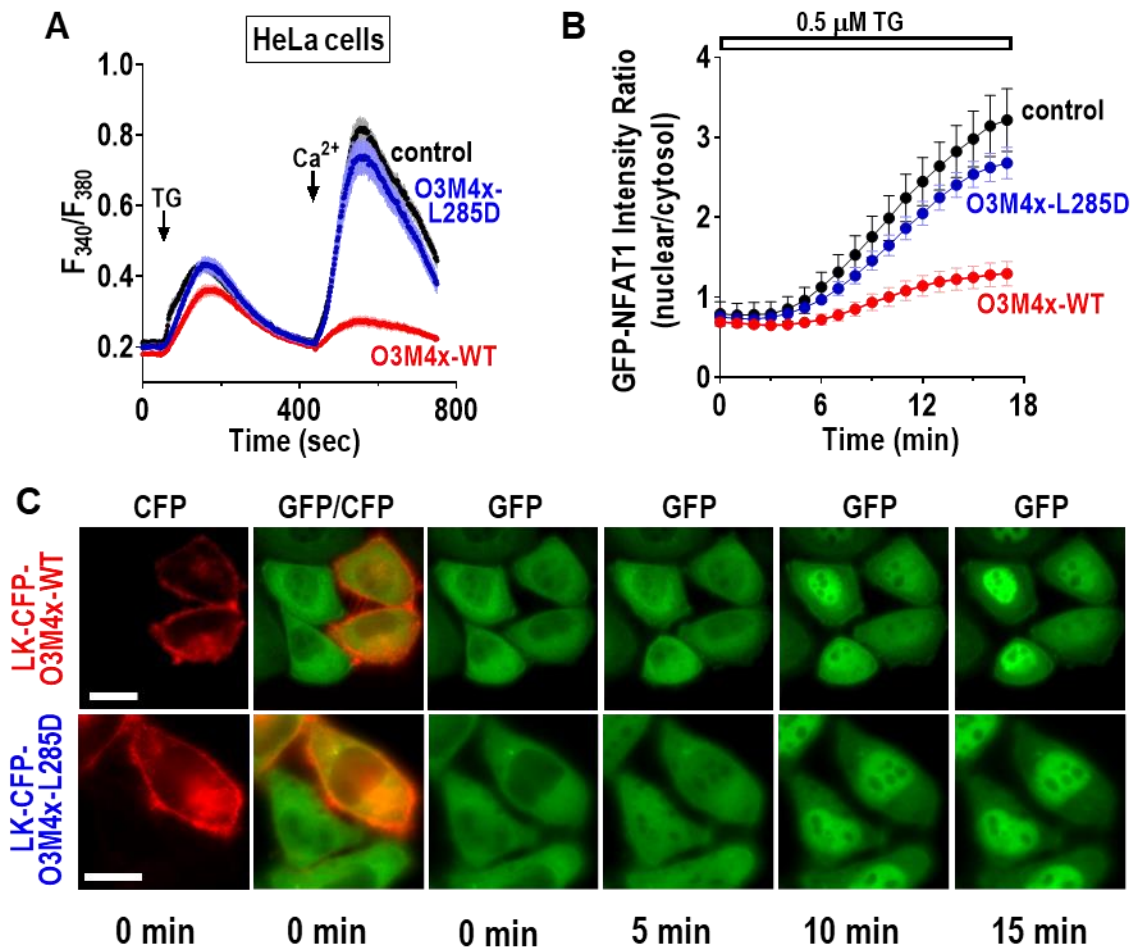 A
HeLa cells
F340/F380
1.0
0.8
0.6
0.4
0.2
TG
Ca2+
control
O3M4x-
L285D
O3M4x-WT
0
400
800
Time (sec)
B
0.5 μM TG
GFP-NFAT1 Intensity Ratio
(nuclear/cytosol)
4
3
2
1
0
control
O3M4x-L285D
O3M4x-WT
0
6
12
18
Time (min)
C
CFP
GFP/CFP
GFP
GFP
GFP
GFP
LK-CFP-
O3M4x-WT
LK-CFP-
O3M4x-L285D
0 min
0 min
0 min
5 min
10 min
15 min